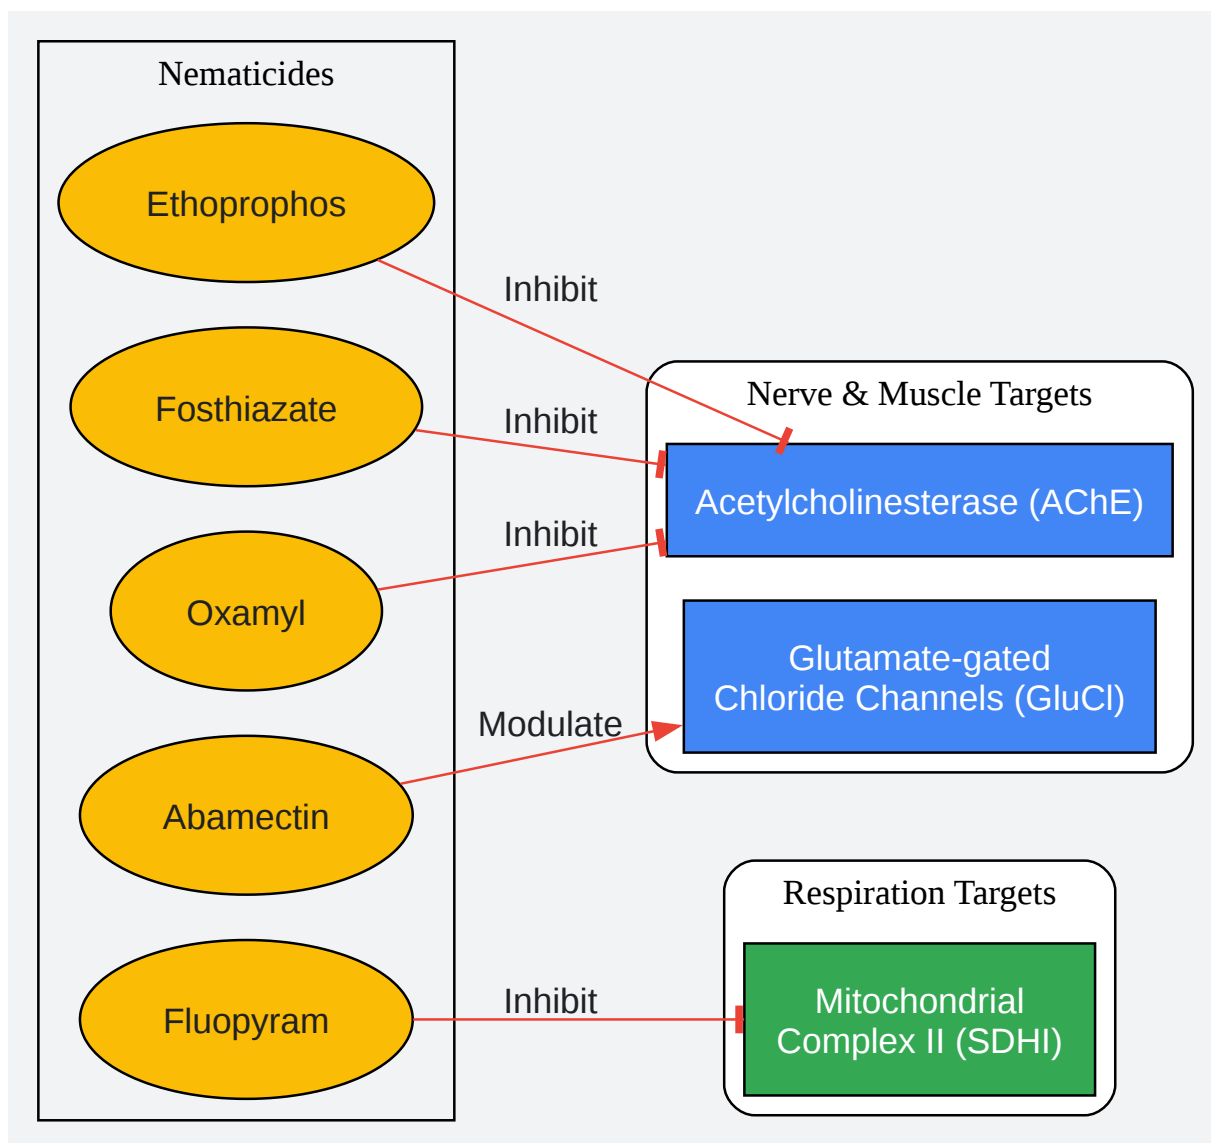 Nematicides
Ethoprophos
Fosthiazate
Oxamyl
Abamectin
Fluopyram
Inhibit
Inhibit
Inhibit
Modulate
Inhibit
Nerve & Muscle Targets
Acetylcholinesterase (AChE)
Glutamate-gated
Chloride Channels (GluCl)
Respiration Targets
Mitochondrial
Complex II (SDHI)